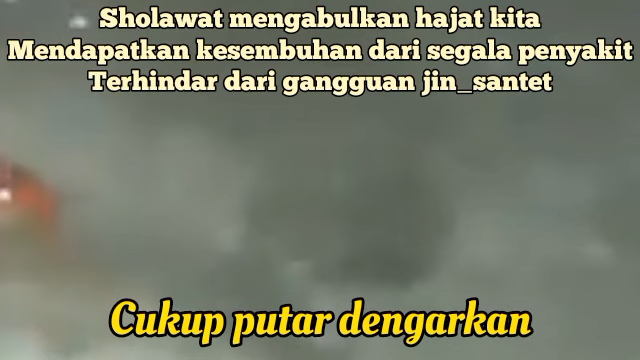 Sholawat mengabulkan hajat kita
Mendapatkan kesembuhan dari segala penyakit
Terhindar dari gangguan jin_santet
Cukup putar dengarkan